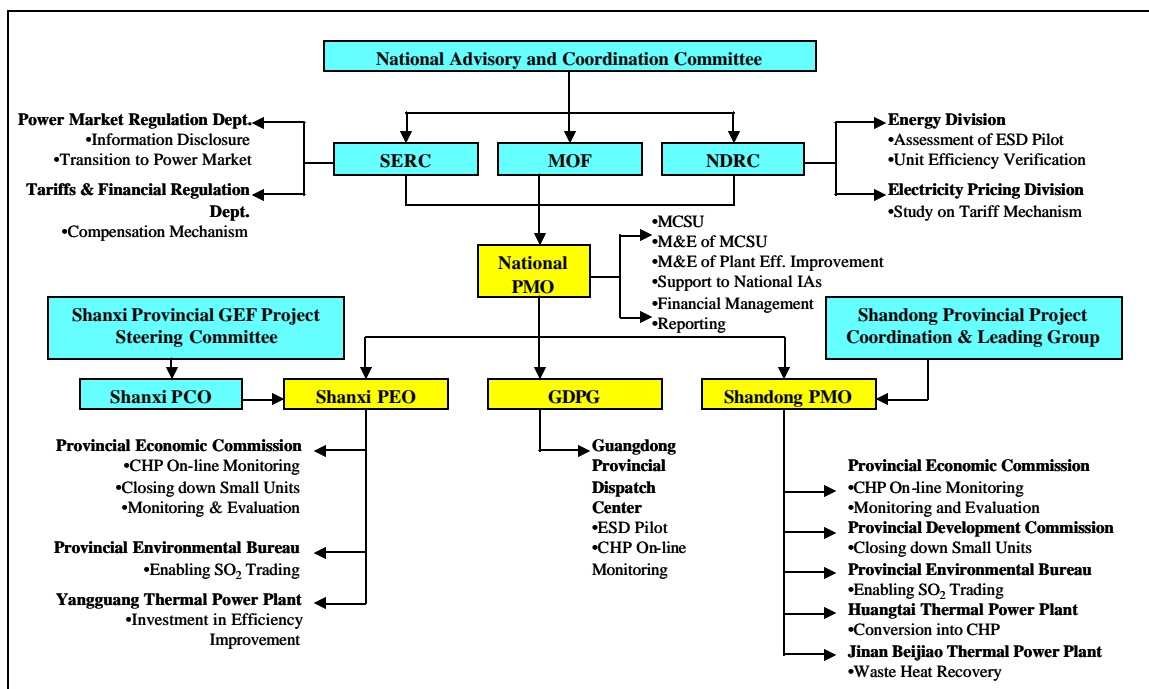 National Advisory and Coordination Committee
Power Market Regulation Dept.
•Information Disclosure
•Transition to Power Market
Tariffs & Financial Regulation
Dept.
•Compensation Mechanism
SERC
MOF
NDRC
Energy Division
•Assessment of ESD Pilot
•Unit Efficiency Verification
Electricity Pricing Division
•Study on Tariff Mechanism
National
PMO
•MCSU
•M&E of MCSU
•M&E of Plant Eff. Improvement
•Support to National IAs
•Financial Management
•Reporting
Shanxi Provincial GEF Project
Steering Committee
Shandong Provincial Project
Coordination & Leading Group
Shanxi PCO
Shanxi PEO
GDPG
Shandong PMO
Provincial Economic Commission
•CHP On-line Monitoring
•Closing down Small Units
•Monitoring & Evaluation
Provincial Environmental Bureau
•Enabling SO2 Trading
Yangguang Thermal Power Plant
•Investment in Efficiency
Improvement
Guangdong
Provincial
Dispatch
Center
•ESD Pilot
•CHP On-line
Monitoring
Provincial Economic Commission
•CHP On-line Monitoring
•Monitoring and Evaluation
Provincial Development Commission
•Closing down Small Units
Provincial Environmental Bureau
•Enabling SO2 Trading
Huangtai Thermal Power Plant
•Conversion into CHP
Jinan Beijiao Thermal Power Plant
•Waste Heat Recovery